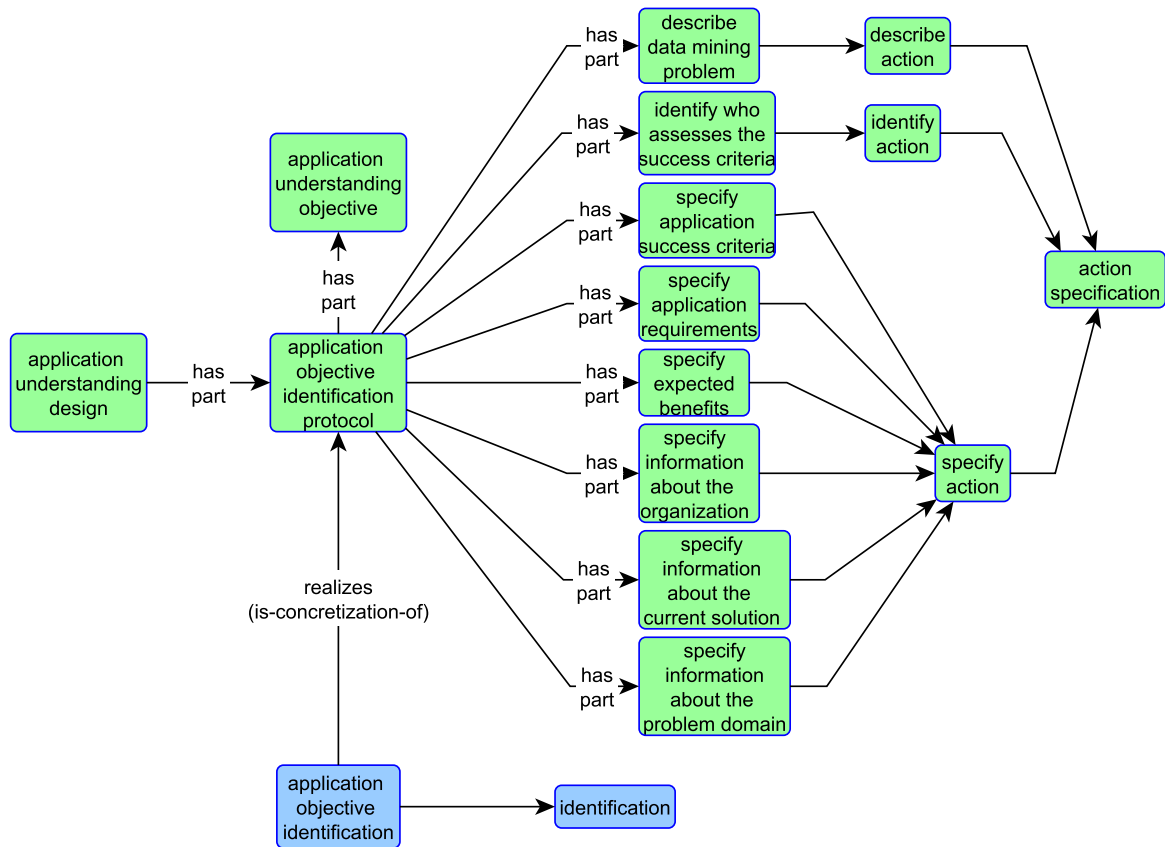 describe
data mining
problem
describe
action
has
part
identify who
assesses the
success criteria
identify
action
has
part
application
understanding
objective
specify
application
success criteria
has
part
action
specification
has
part
specify
application
requirements
has
part
application
understanding
design
has
part
application
objective
identification
protocol
specify
expected
benefits
has
part
specify
information
about the
organization
has
part
specify
action
specify
information
about the
current solution
has
part
realizes
(is-concretization-of)
specify
information
about the
problem domain
has
part
application
objective
identification
identification